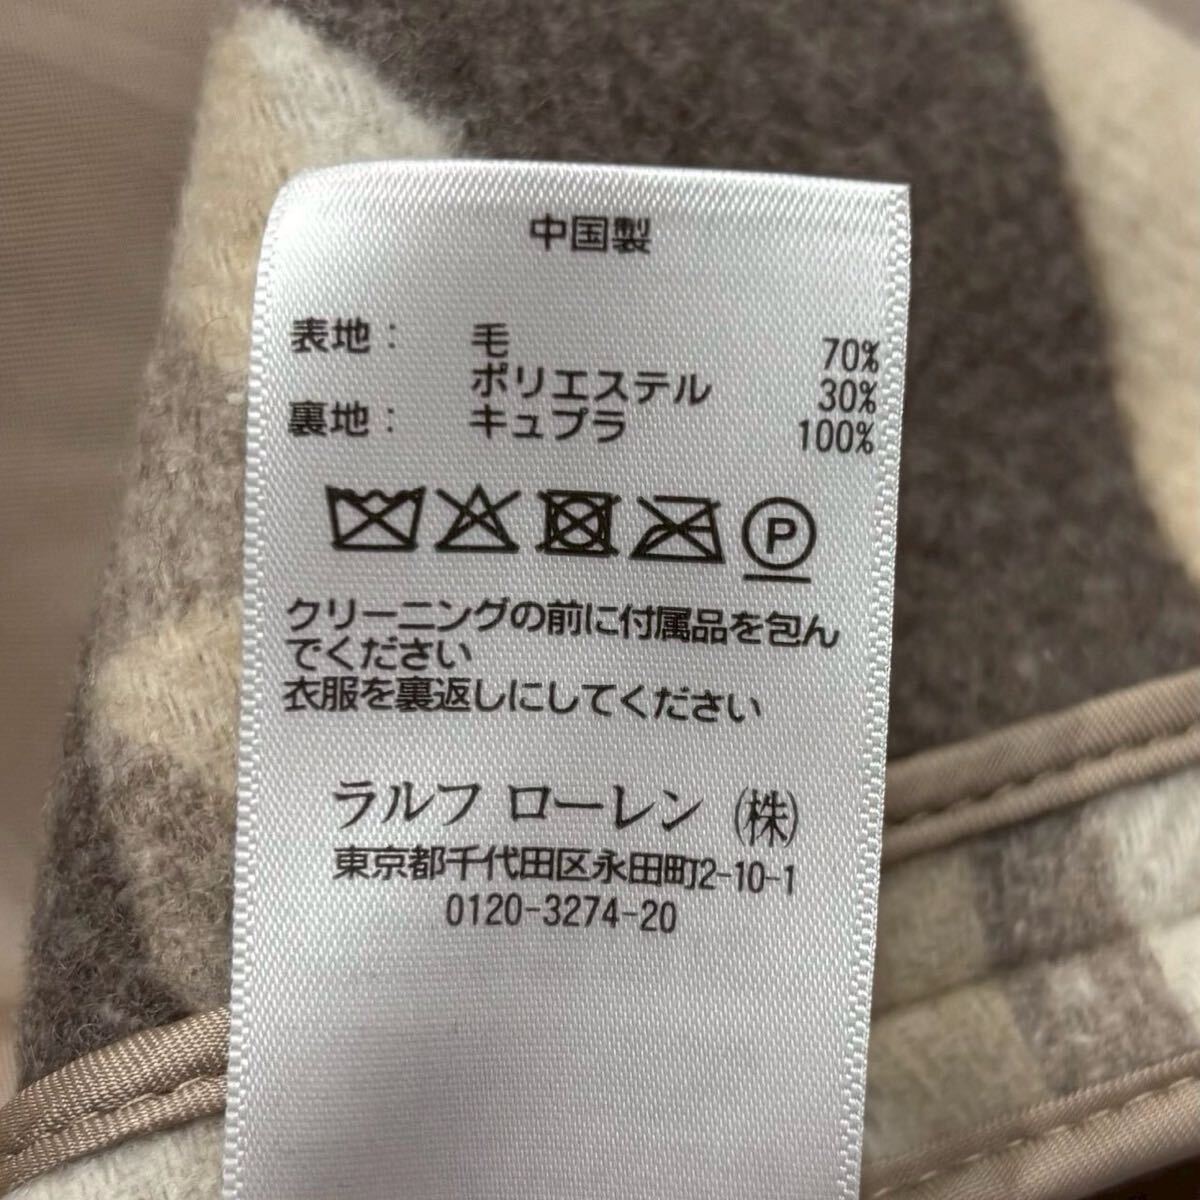 中国製
表地： 毛 70%
ポリエステル 30%
裏地： キュプラ 100%
P
クリーニングの前に付属品を包ん
でください
衣服を裏返しにしてください
ラルフ ローレン (株)
東京都千代田区永田町2-10-1
0120-3274-20